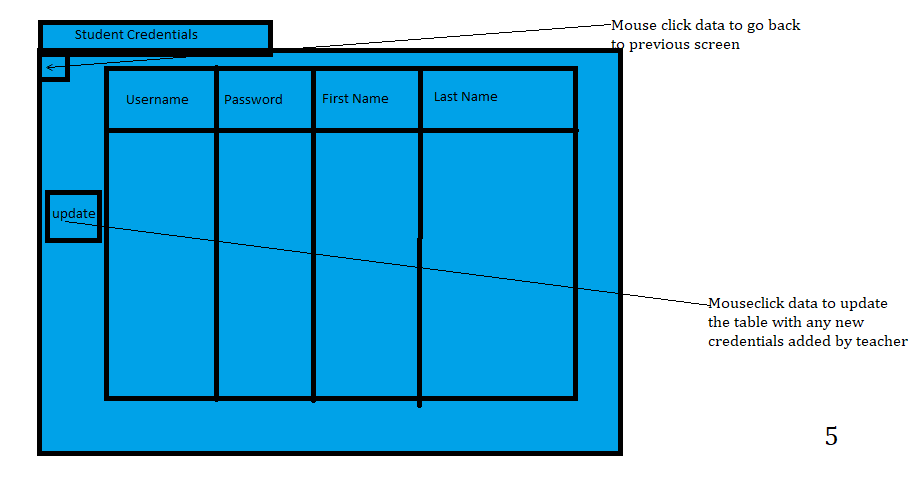 Student Credentials
Mouse click data to go back
to previous screen
Username
Password
First Name
Last Name
update
Mouseclick data to update
the table with any new
credentials added by teacher
5